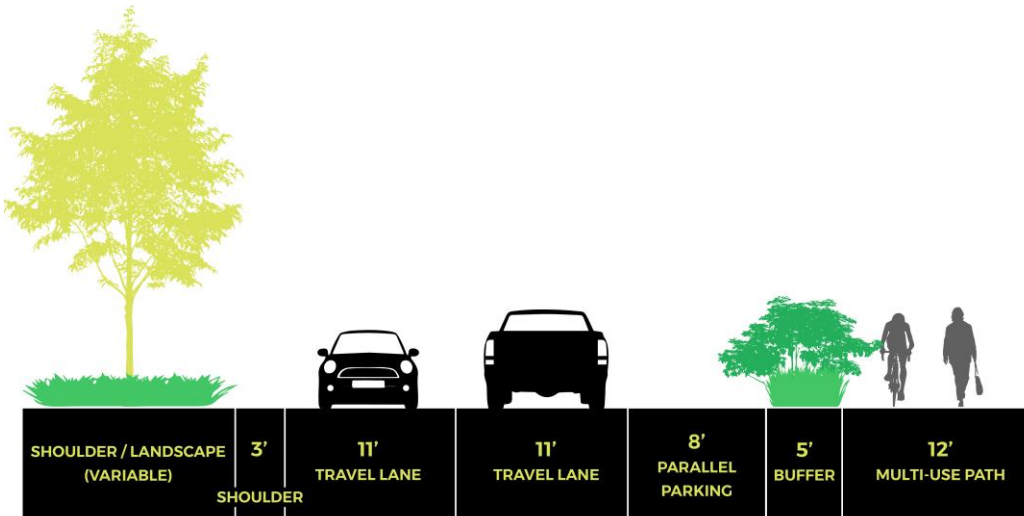 SHOULDER / LANDSCAPE
(VARIABLE)
3’
SHOULDER
11’
TRAVEL LANE
11’
TRAVEL LANE
8’
PARALLEL
PARKING
5’
BUFFER
12’
MULTI-USE PATH